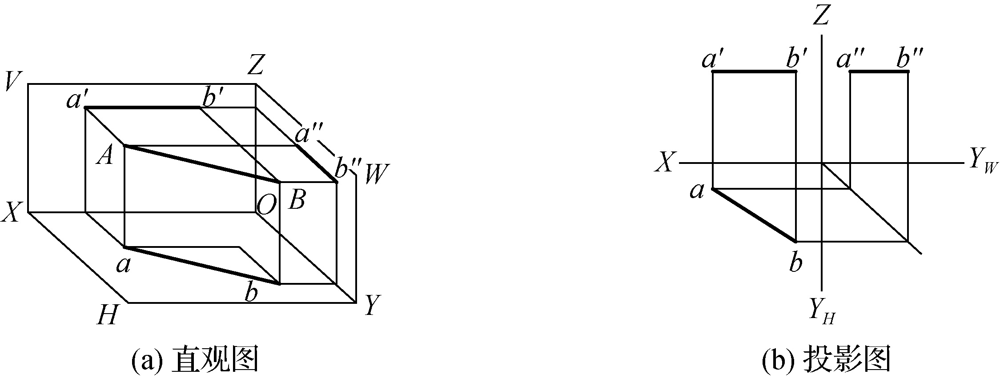 Z
V
a′
b′
a″
A
b″
W
B
O
X
a
b
H
Y
(a) 直观图
Z
a′
b′
a″
b″
X
Y_W
a
b
Y_H
(b) 投影图